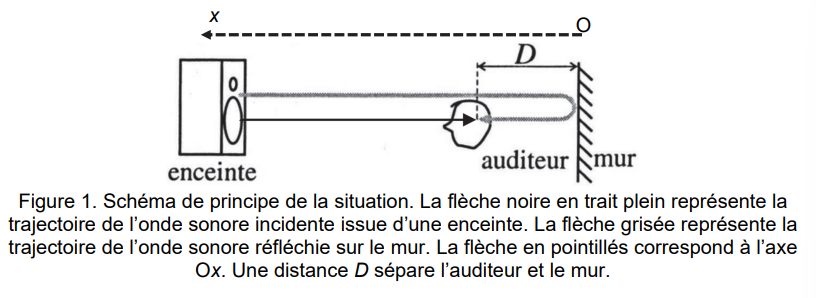 x
O
D
enceinte
auditeur
mur
Figure 1. Schéma de principe de la situation. La flèche noire en trait plein représente la
trajectoire de l’onde sonore incidente issue d’une enceinte. La flèche grisée représente la
trajectoire de l’onde sonore réfléchie sur le mur. La flèche en pointillés correspond à l’axe
Ox. Une distance D sépare l’auditeur et le mur.